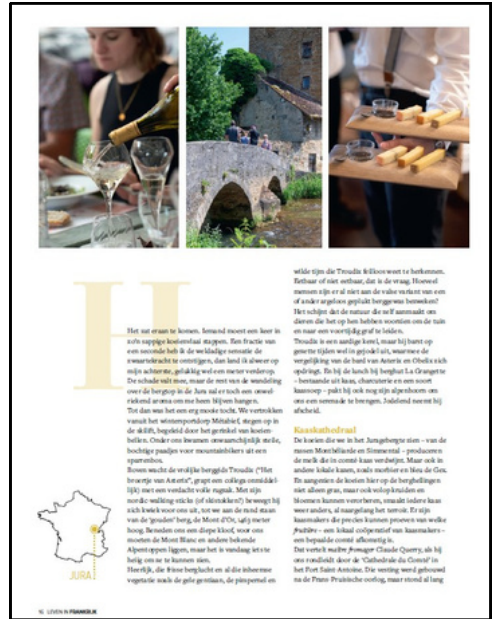 H
Het zat eraan te komen. Iemand moest een keer in
zo'n sappige koeienvlaai stappen. Een fractie van
een seconde heb ik de weldadige sensatie de
zwaartekracht te ontstijgen, dan land ik alweer op
mijn achterste, gelukkig wel een meter verderop.
De schade valt mee, maar de rest van de wandeling
over de bergtop in de Jura zal er toch een onwel-
riekend aroma om me heen blijven hangen.
Tot dan was het een erg mooie tocht. We vertrokken
vanuit het wintersportdorp Métabief, stegen op in
de skilift, begeleid door het gerinkel van koeien-
bellen. Onder ons kwamen onwaarschijnlijk steile,
bochtige paadjes voor mountainbikers uit een
sparrenbos.
Boven wacht de vrolijke berggids Troudix ("Het
broertje van Asterix", grapt een collega onmiddel-
lijk) met een verdacht volle rugzak. Met zijn
nordic-walking-sticks (of skistokken?) beweegt hij
zich kwiek voor ons uit, tot we aan de rand staan
van de 'gouden' berg, de Mont d'Or, 1463 meter
hoog. Beneden ons een diepe kloof, voor ons
moeten de Mont Blanc en andere bekende
Alpentoppen liggen, maar het is vandaag iets te
heiig om ze te kunnen zien.
Heerlijk, die frisse berglucht en al die inheemse
vegetatie zoals de gele gentiaan, de pimpernel en
wilde tijm die Troudix feilloos weet te herkennen.
Eetbaar of niet eetbaar, dat is de vraag. Hoeveel
mensen zijn er al niet aan de valse variant van een
of ander argeloos geplukt berggewas bezweken?
Het schijnt dat de natuur die zelf aanmaakt om
dieren die het op hen hebben voorzien om de tuin
en naar een voortijdig graf te leiden.
Troudix is een aardige kerel, maar hij barst op
gezette tijden wel in gejodel uit, waarmee de
vergelijking van de bard van Asterix en Obelix zich
opdringt. En bij de lunch bij berghut La Grangette
– bestaande uit kaas, charcuterie en een soort
kaassoep – pakt hij ook nog zijn alpenhoorn om
ons een serenade te brengen. Jodelend neemt hij
afscheid.
Kaaskathedraal
De koeien die we in het Juragebergte zien – van de
rassen Montbéliarde en Simmental – produceren
de melk die in comté-kaas verdwijnt. Maar ook in
andere lokale kazen, zoals morbier en bleu de Gex.
En aangezien de koeien hier op de berghellingen
niet alleen gras, maar ook volop kruiden en
bloemen kunnen verorberen, smaakt iedere kaas
weer anders, al naargelang het terroir. Er zijn
kaasmakers die precies kunnen proeven van welke
fruitière – een lokaal coöperatief van kaasmakers –
een bepaalde comté afkomstig is.
Dat vertelt maître fromager Claude Querry, als hij
ons rondleidt door de 'Cathédrale du Comté' in
het Fort Saint-Antoine. Die vesting werd gebouwd
na de Frans-Pruisische oorlog, maar stond al lang
JURA
LEVEN IN FRANKRIJK